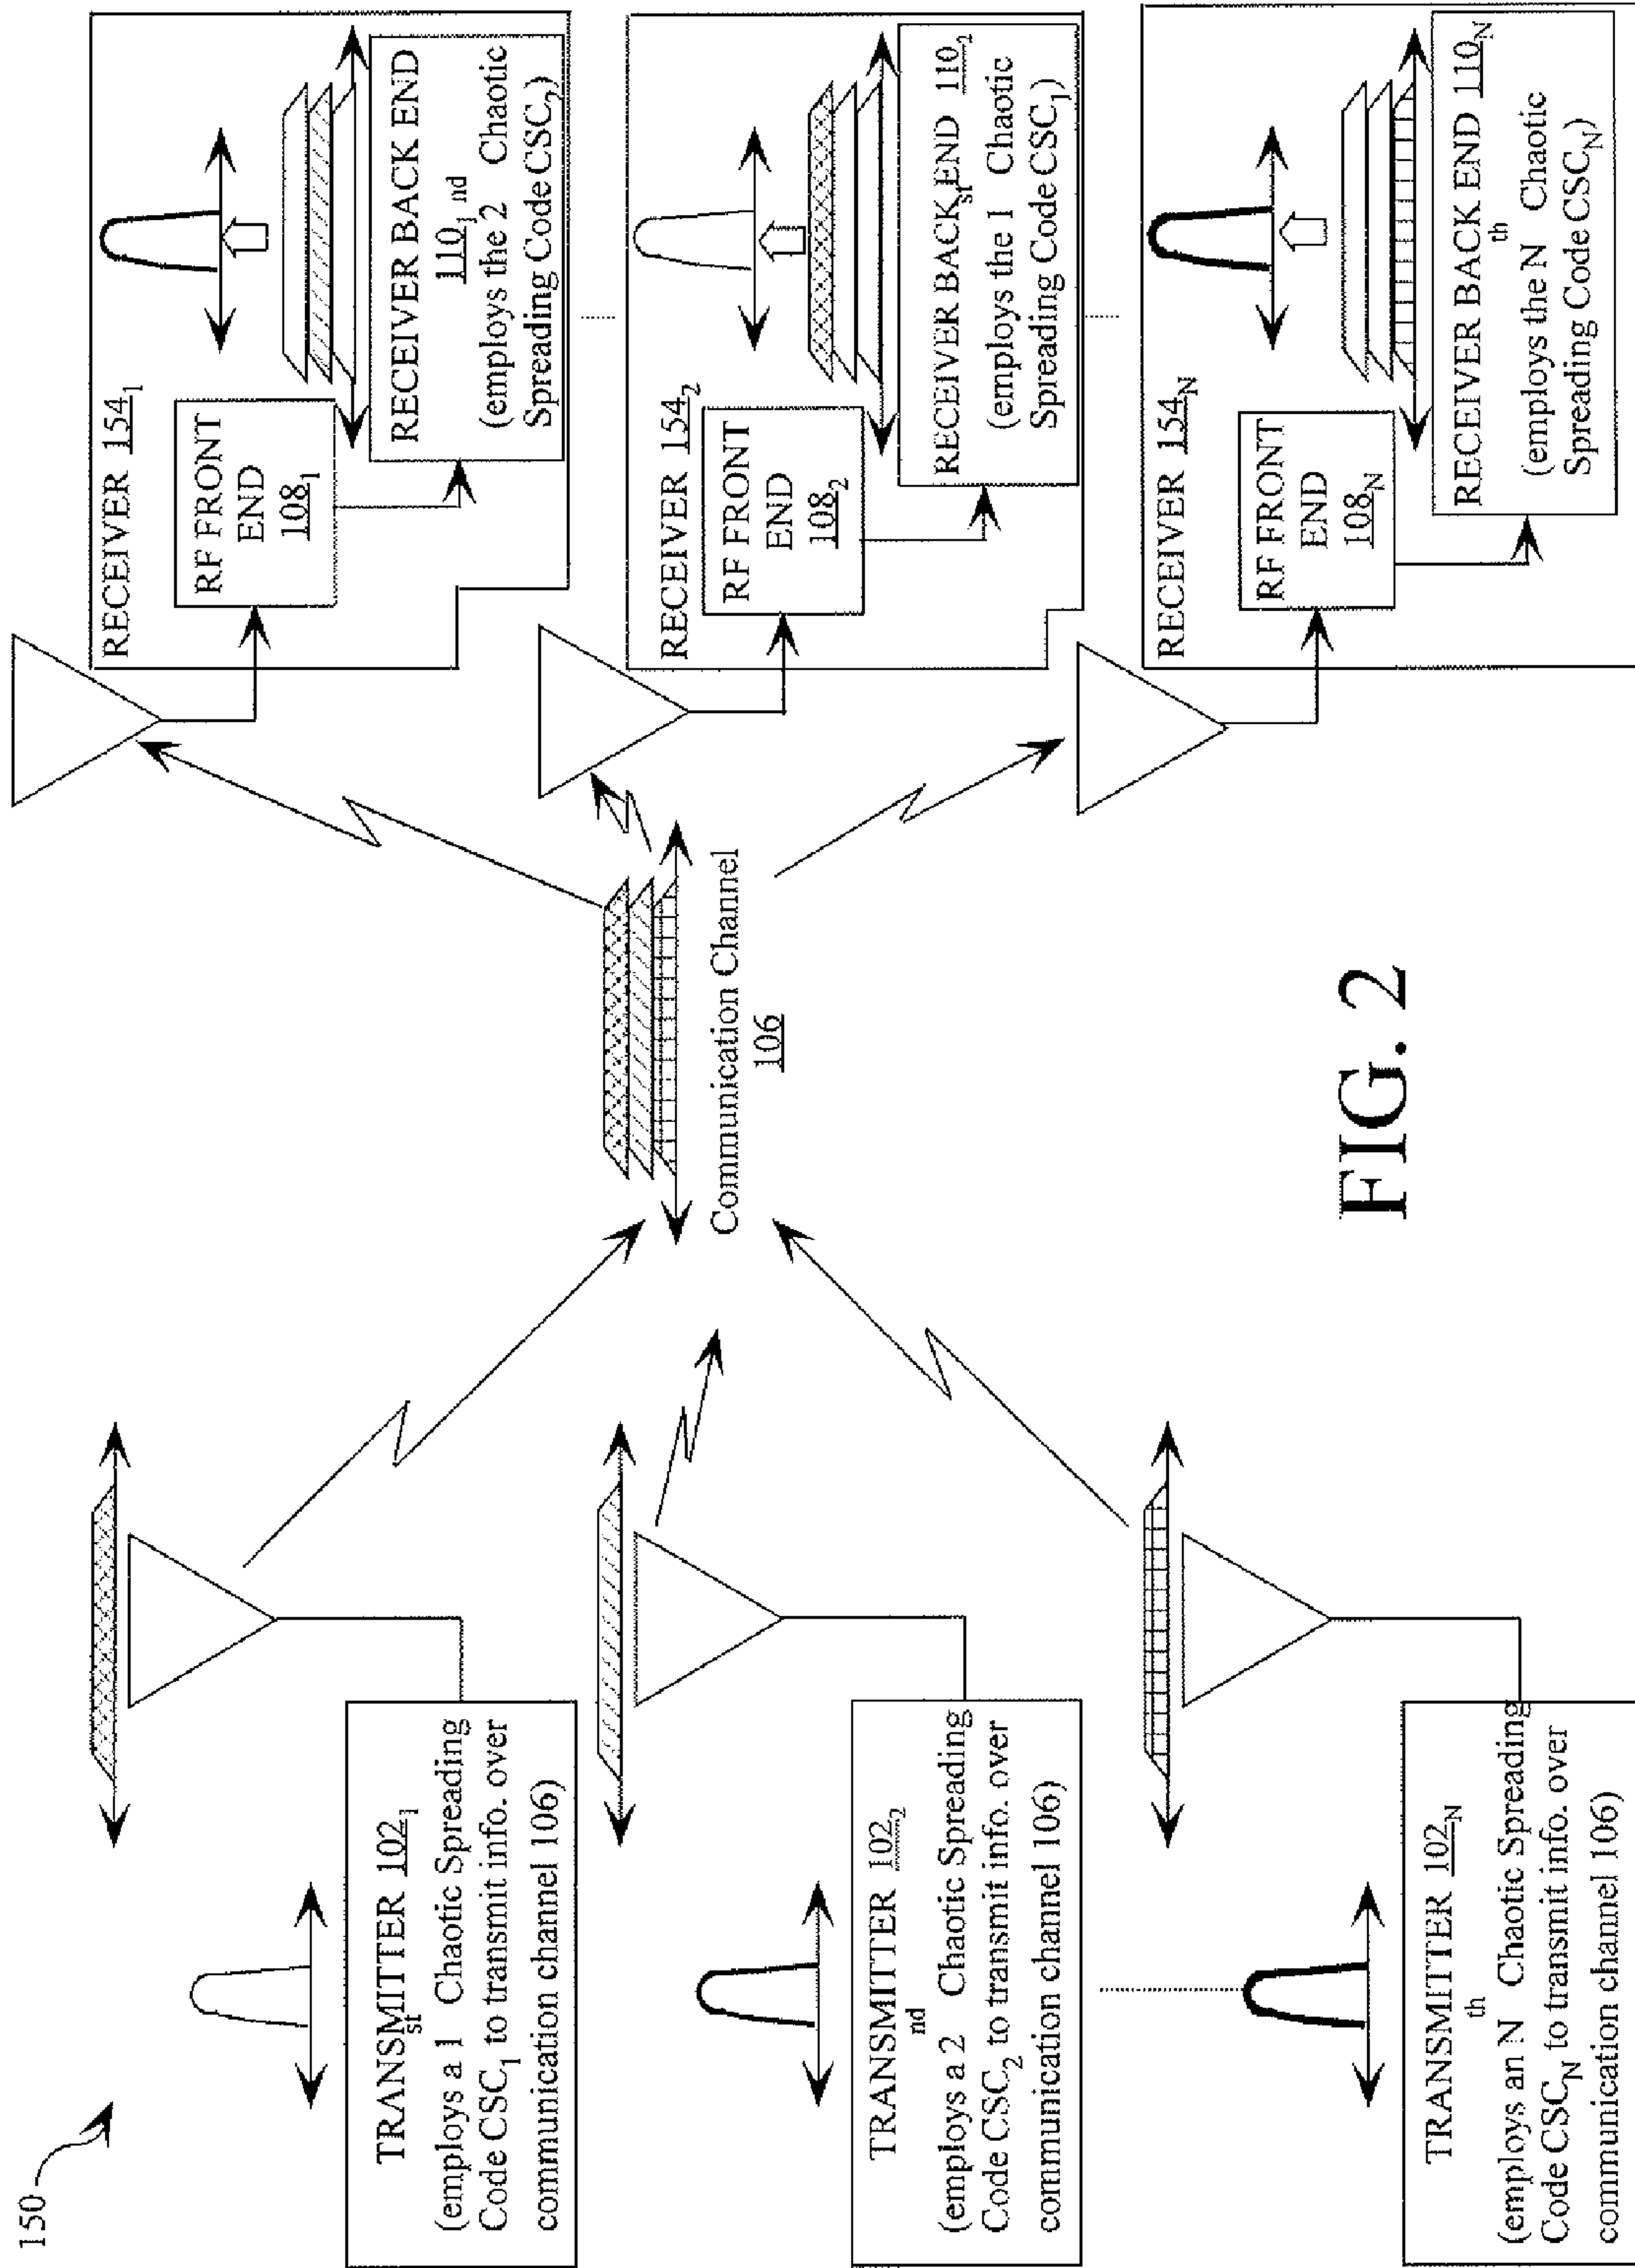 150
TRANSMITTER 102₁
(employs a 1st Chaotic Spreading
Code CSC₁ to transmit info. over
communication channel 106)
TRANSMITTER 102₂
(employs a 2nd Chaotic Spreading
Code CSC₂ to transmit info. over
communication channel 106)
TRANSMITTER 102N
(employs an Nth Chaotic Spreading
Code CSCN to transmit info. over
communication channel 106)
Communication Channel
106
RECEIVER 154₁
RF FRONT
END
108₁
RECEIVER BACK END
110₁
(employs the 2nd Chaotic
Spreading Code CSC₂)
RECEIVER 154₂
RF FRONT
END
108₂
RECEIVER BACK END 110₂
(employs the 1st Chaotic
Spreading Code CSC₁)
RECEIVER 154N
RF FRONT
END
108N
RECEIVER BACK END 110N
(employs the Nth Chaotic
Spreading Code CSCN)
FIG. 2